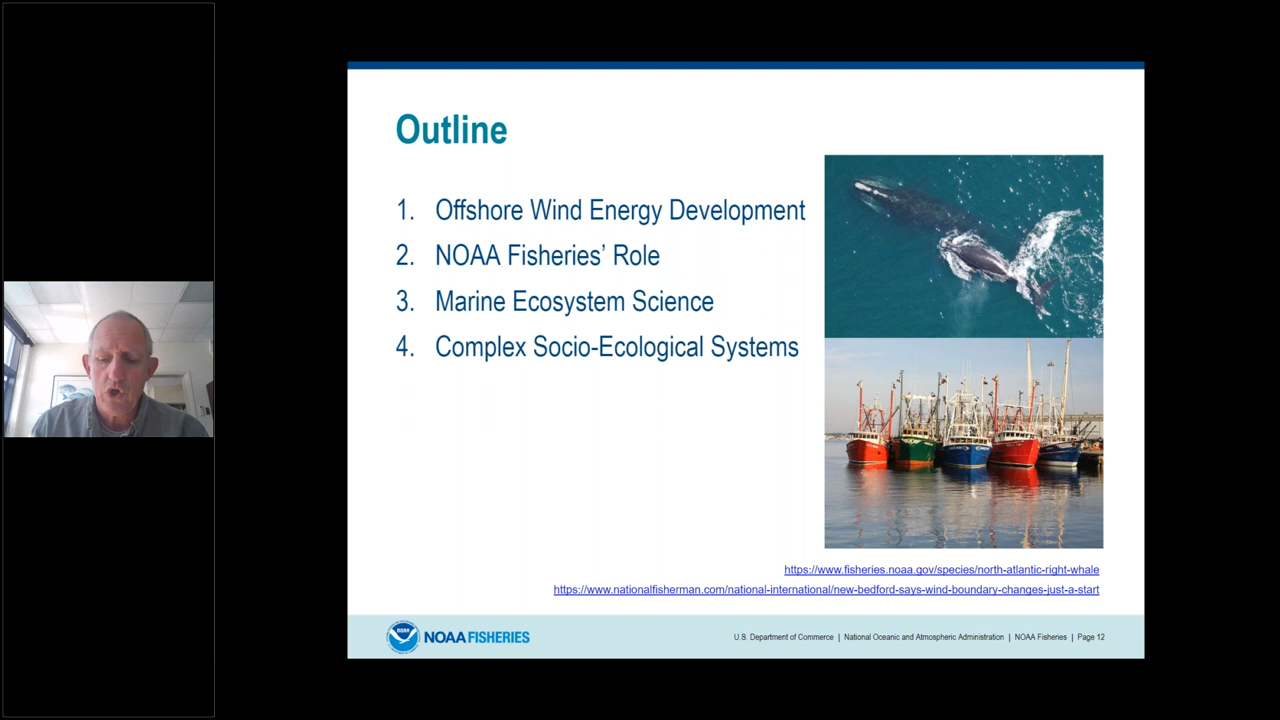 Outline
1. Offshore Wind Energy Development
2. NOAA Fisheries' Role
3. Marine Ecosystem Science
4. Complex Socio-Ecological Systems
https://www.fisheries.noaa.gov/species/north-atlantic-right-whale
https://www.nationalfisherman.com/national-international/new-bedford-says-wind-boundary-changes-just-a-start
NOAA
NOAA FISHERIES
U.S. Department of Commerce | National Oceanic and Atmospheric Administration | NOAA Fisheries | Page 12